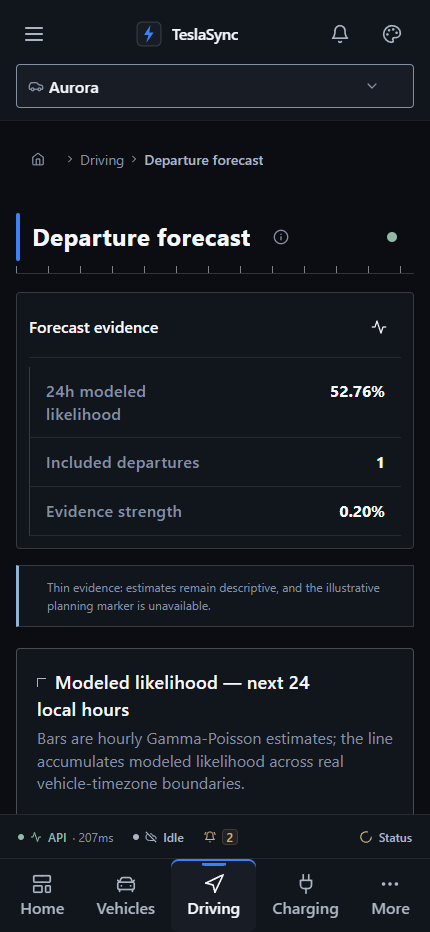 TeslaSync
Aurora
Driving
Departure forecast
Departure forecast
Forecast evidence
24h modeled
likelihood
52.76%
Included departures
1
Evidence strength
0.20%
Thin evidence: estimates remain descriptive, and the illustrative
planning marker is unavailable.
Modeled likelihood — next 24
local hours
Bars are hourly Gamma-Poisson estimates; the line
accumulates modeled likelihood across real
vehicle-timezone boundaries.
API · 207ms
Idle
2
Status
Home
Vehicles
Driving
Charging
More